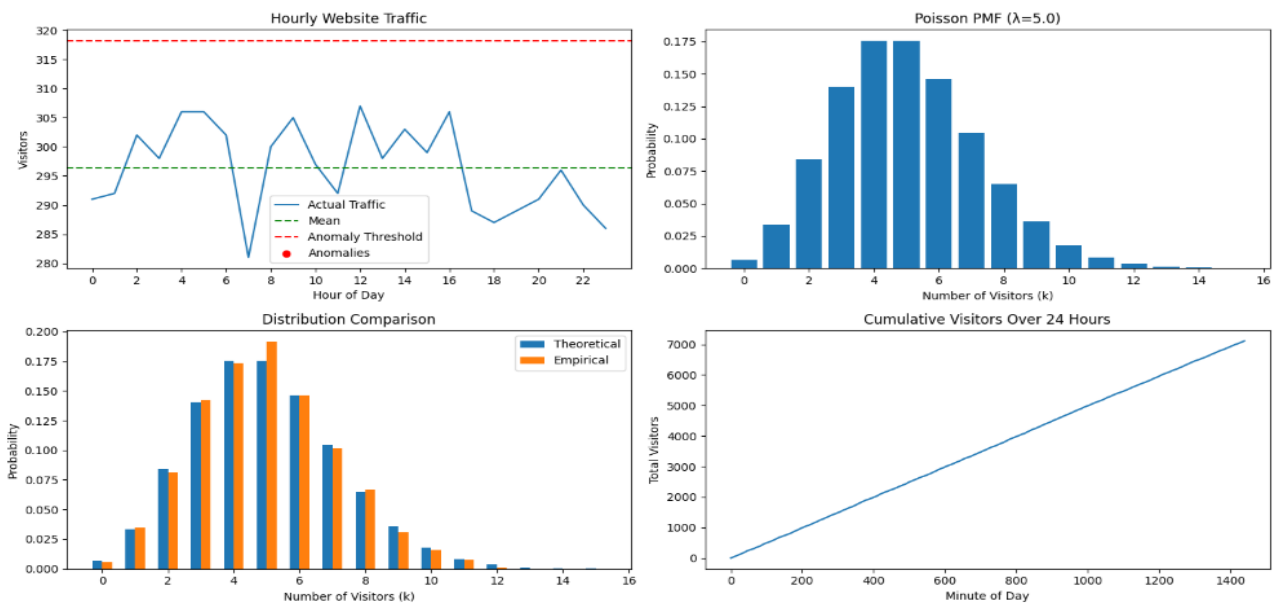 Hourly Website Traffic
320
315
310
305
300
295
290
285
280
Visitors
Actual Traffic
Mean
Anomaly Threshold
Anomalies
0 2 4 6 8 10 12 14 16 18 20 22
Hour of Day
Poisson PMF (λ=5.0)
0.175
0.150
0.125
0.100
0.075
0.050
0.025
0.000
Probability
0 2 4 6 8 10 12 14 16
Number of Visitors (k)
Distribution Comparison
0.200
0.175
0.150
0.125
0.100
0.075
0.050
0.025
0.000
Probability
Theoretical
Empirical
0 2 4 6 8 10 12 14 16
Number of Visitors (k)
Cumulative Visitors Over 24 Hours
7000
6000
5000
4000
3000
2000
1000
0
Total Visitors
0 200 400 600 800 1000 1200 1400
Minute of Day